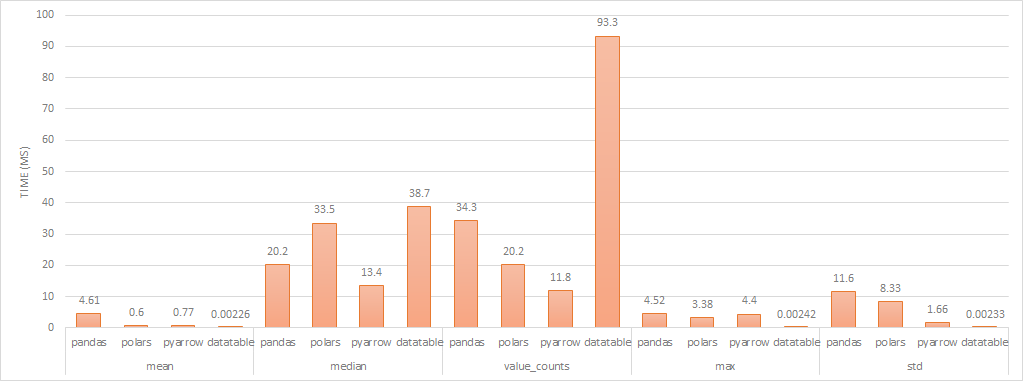 100
90
80
70
60
50
40
30
20
10
0
TIME (MS)
4.61 0.6 0.77 0.00226 20.2 33.5 13.4 38.7 34.3 20.2 11.8 93.3 4.52 3.38 4.4 0.00242 11.6 8.33 1.66 0.00233
pandas polars pyarrow datatable pandas polars pyarrow datatable pandas polars pyarrow datatable pandas polars pyarrow datatable pandas polars pyarrow datatable
mean median value_counts max std